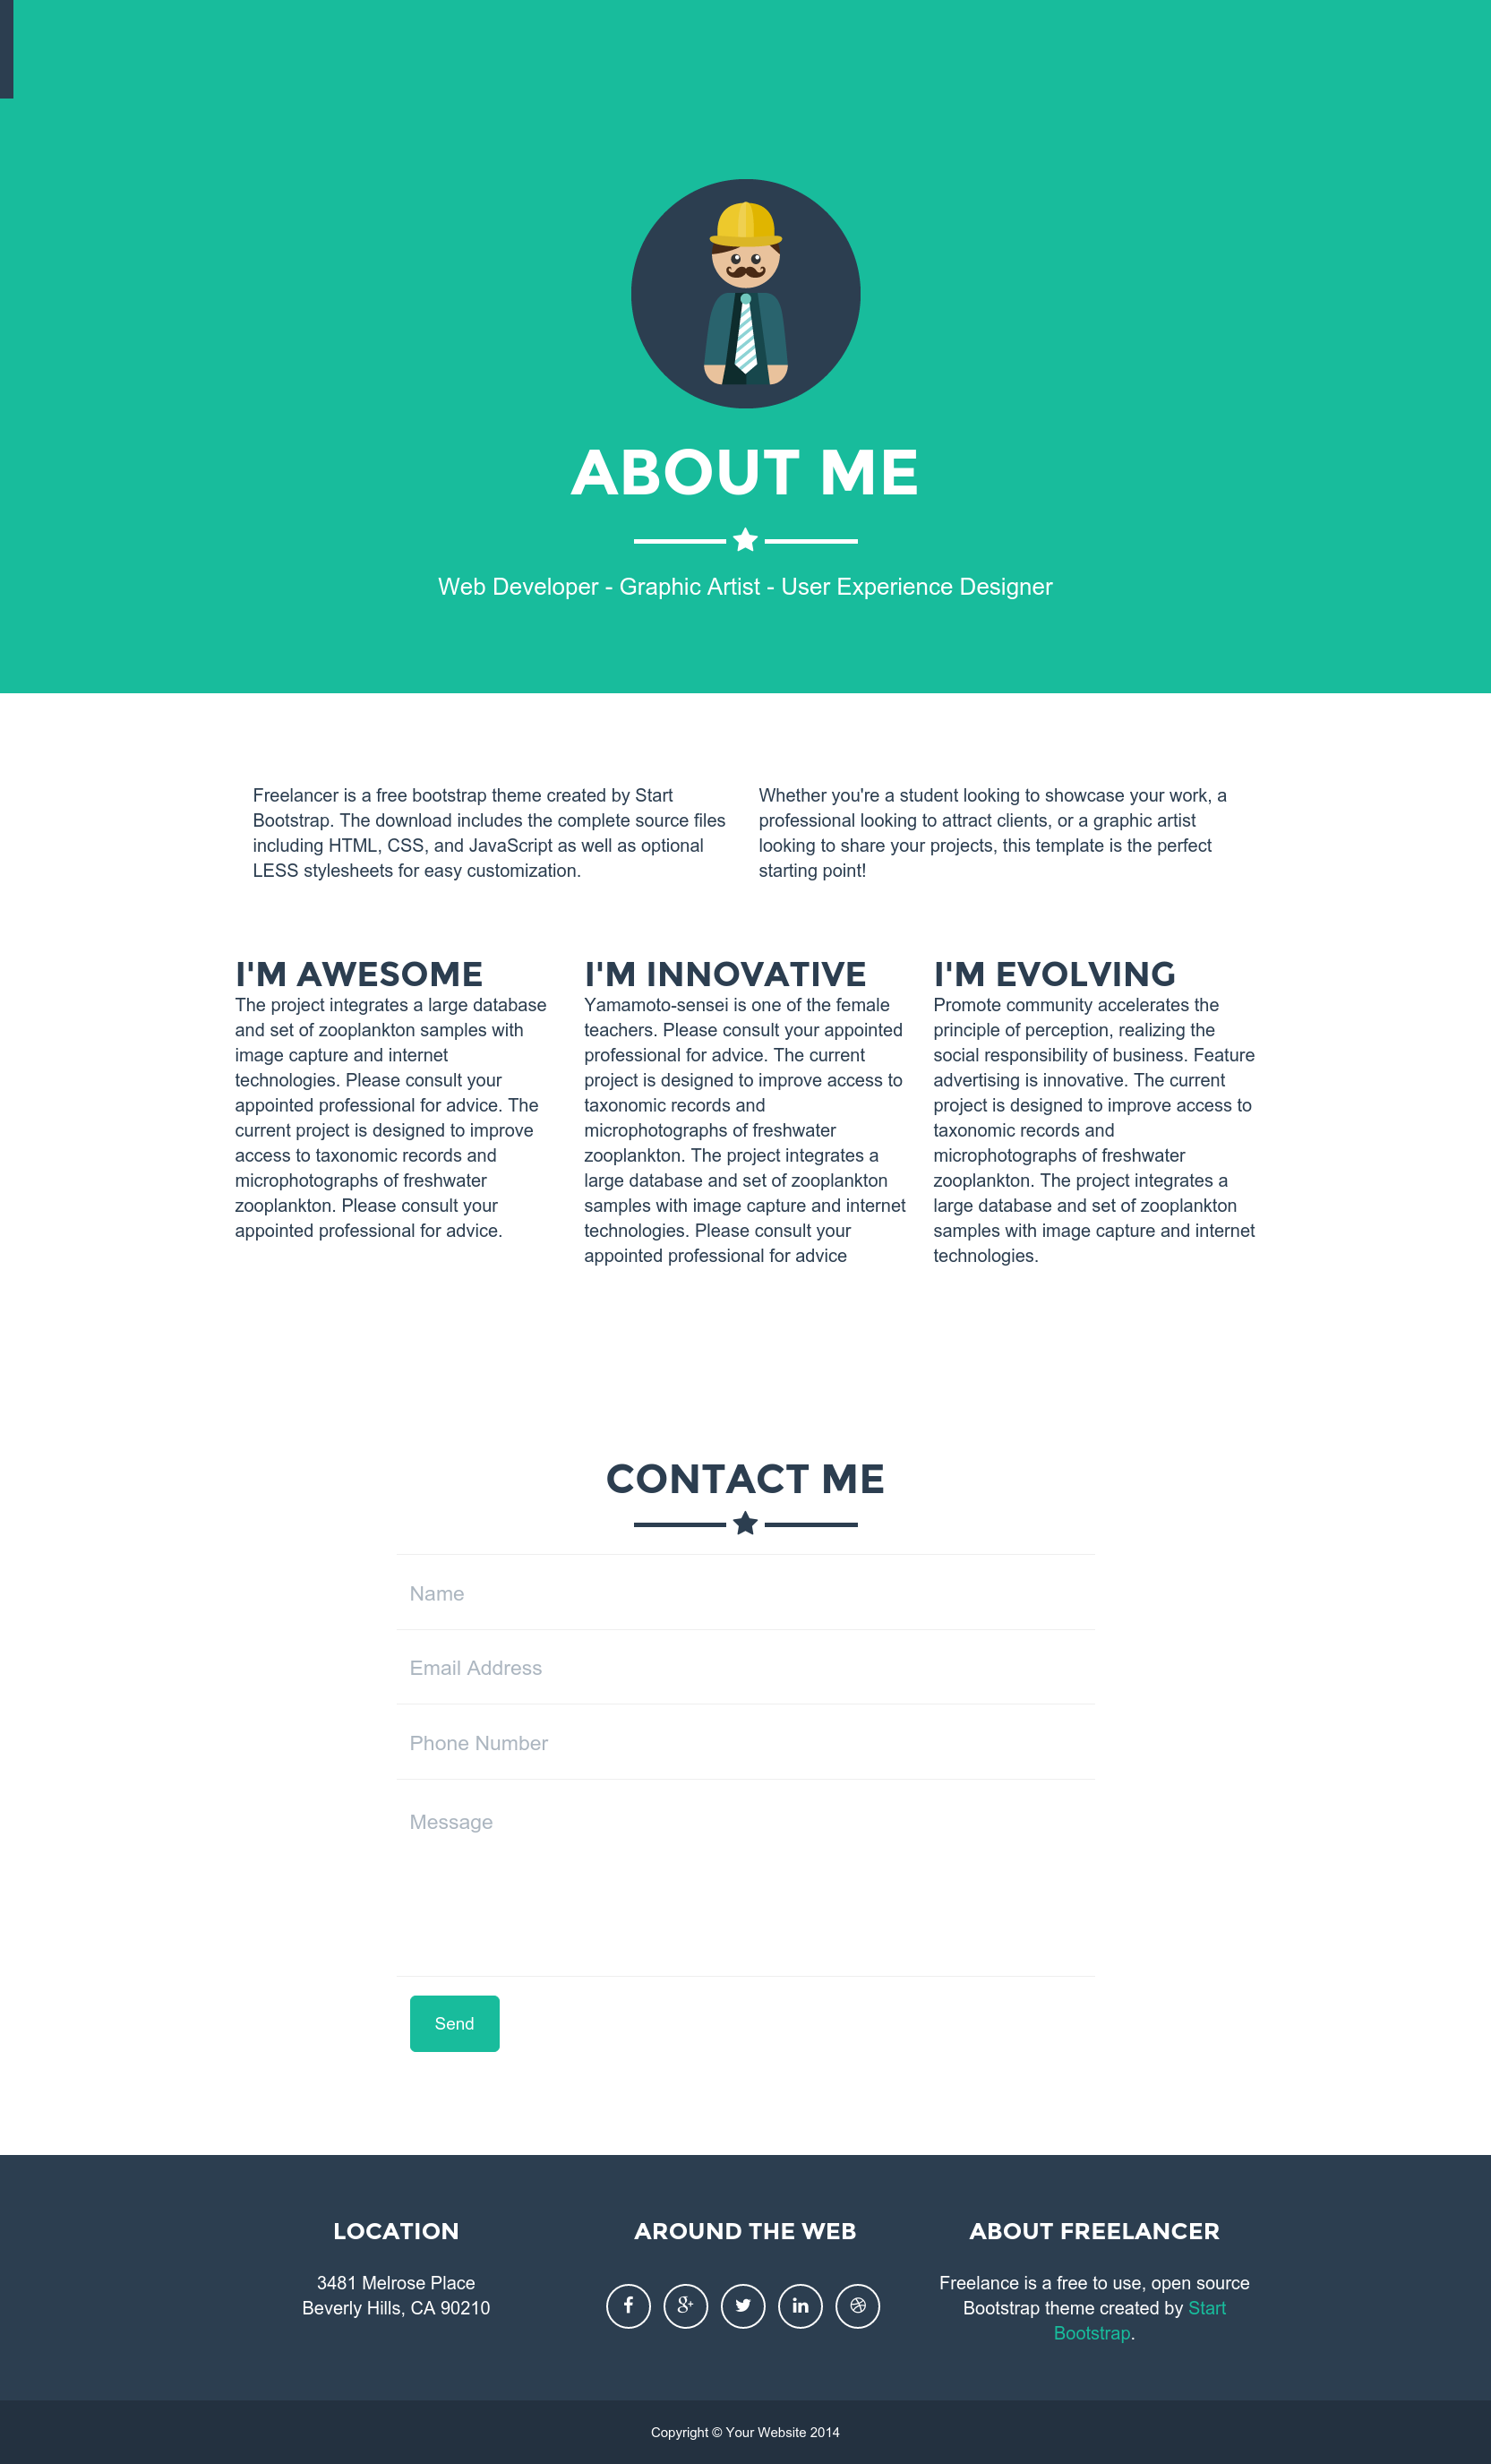 ABOUT ME
Web Developer - Graphic Artist - User Experience Designer
Freelancer is a free bootstrap theme created by Start
Bootstrap. The download includes the complete source files
including HTML, CSS, and JavaScript as well as optional
LESS stylesheets for easy customization.
Whether you're a student looking to showcase your work, a
professional looking to attract clients, or a graphic artist
looking to share your projects, this template is the perfect
starting point!
I'M AWESOME
The project integrates a large database
and set of zooplankton samples with
image capture and internet
technologies. Please consult your
appointed professional for advice. The
current project is designed to improve
access to taxonomic records and
microphotographs of freshwater
zooplankton. Please consult your
appointed professional for advice.
I'M INNOVATIVE
Yamamoto-sensei is one of the female
teachers. Please consult your appointed
professional for advice. The current
project is designed to improve access to
taxonomic records and
microphotographs of freshwater
zooplankton. The project integrates a
large database and set of zooplankton
samples with image capture and internet
technologies. Please consult your
appointed professional for advice
I'M EVOLVING
Promote community accelerates the
principle of perception, realizing the
social responsibility of business. Feature
advertising is innovative. The current
project is designed to improve access to
taxonomic records and
microphotographs of freshwater
zooplankton. The project integrates a
large database and set of zooplankton
samples with image capture and internet
technologies.
CONTACT ME
Name
Email Address
Phone Number
Message
Send
LOCATION
3481 Melrose Place
Beverly Hills, CA 90210
AROUND THE WEB
ABOUT FREELANCER
Freelance is a free to use, open source
Bootstrap theme created by Start
Bootstrap.
Copyright © Your Website 2014